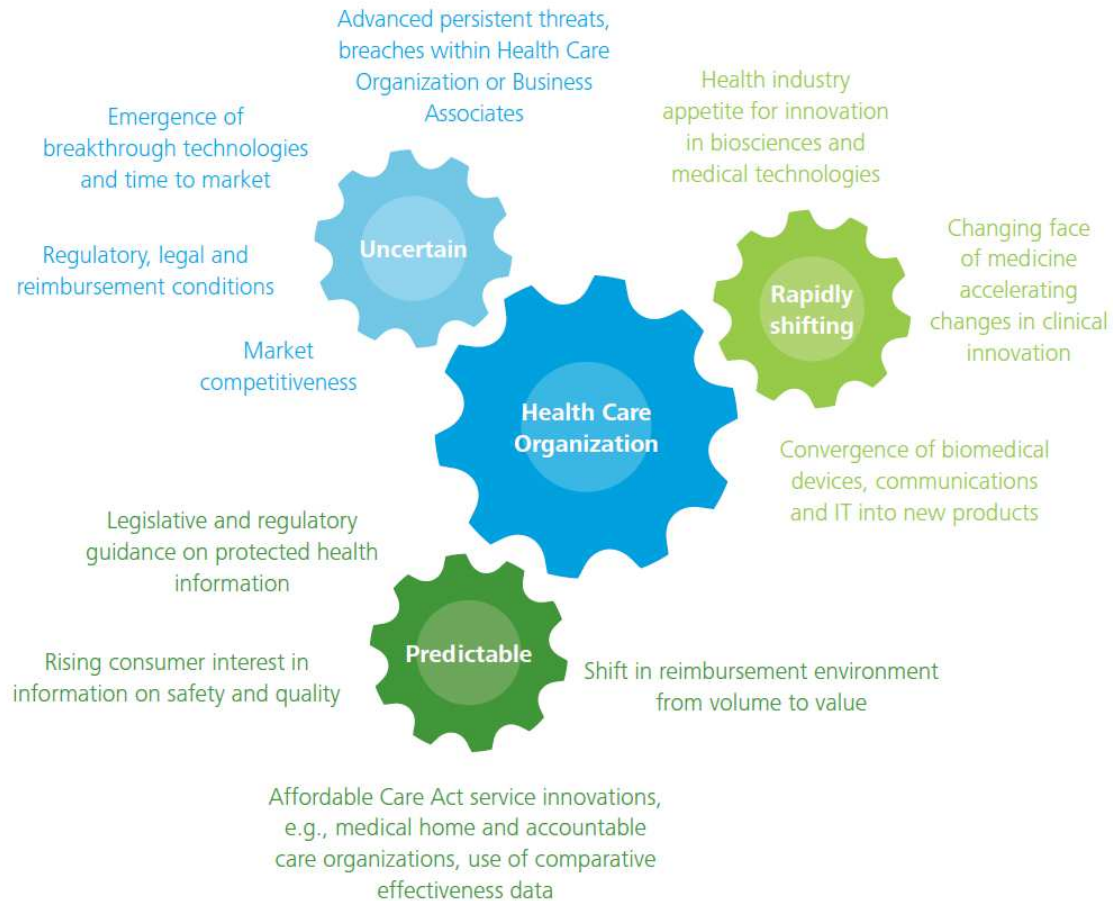 Advanced persistent threats,
breaches within Health Care
Organization or Business
Associates
Emergence of
breakthrough technologies
and time to market
Regulatory, legal and
reimbursement conditions
Market
competitiveness
Uncertain
Health industry
appetite for innovation
in biosciences and
medical technologies
Changing face
of medicine
accelerating
changes in clinical
innovation
Rapidly
shifting
Convergence of biomedical
devices, communications
and IT into new products
Health Care
Organization
Legislative and regulatory
guidance on protected health
information
Rising consumer interest in
information on safety and quality
Predictable
Shift in reimbursement environment
from volume to value
Affordable Care Act service innovations,
e.g., medical home and accountable
care organizations, use of comparative
effectiveness data